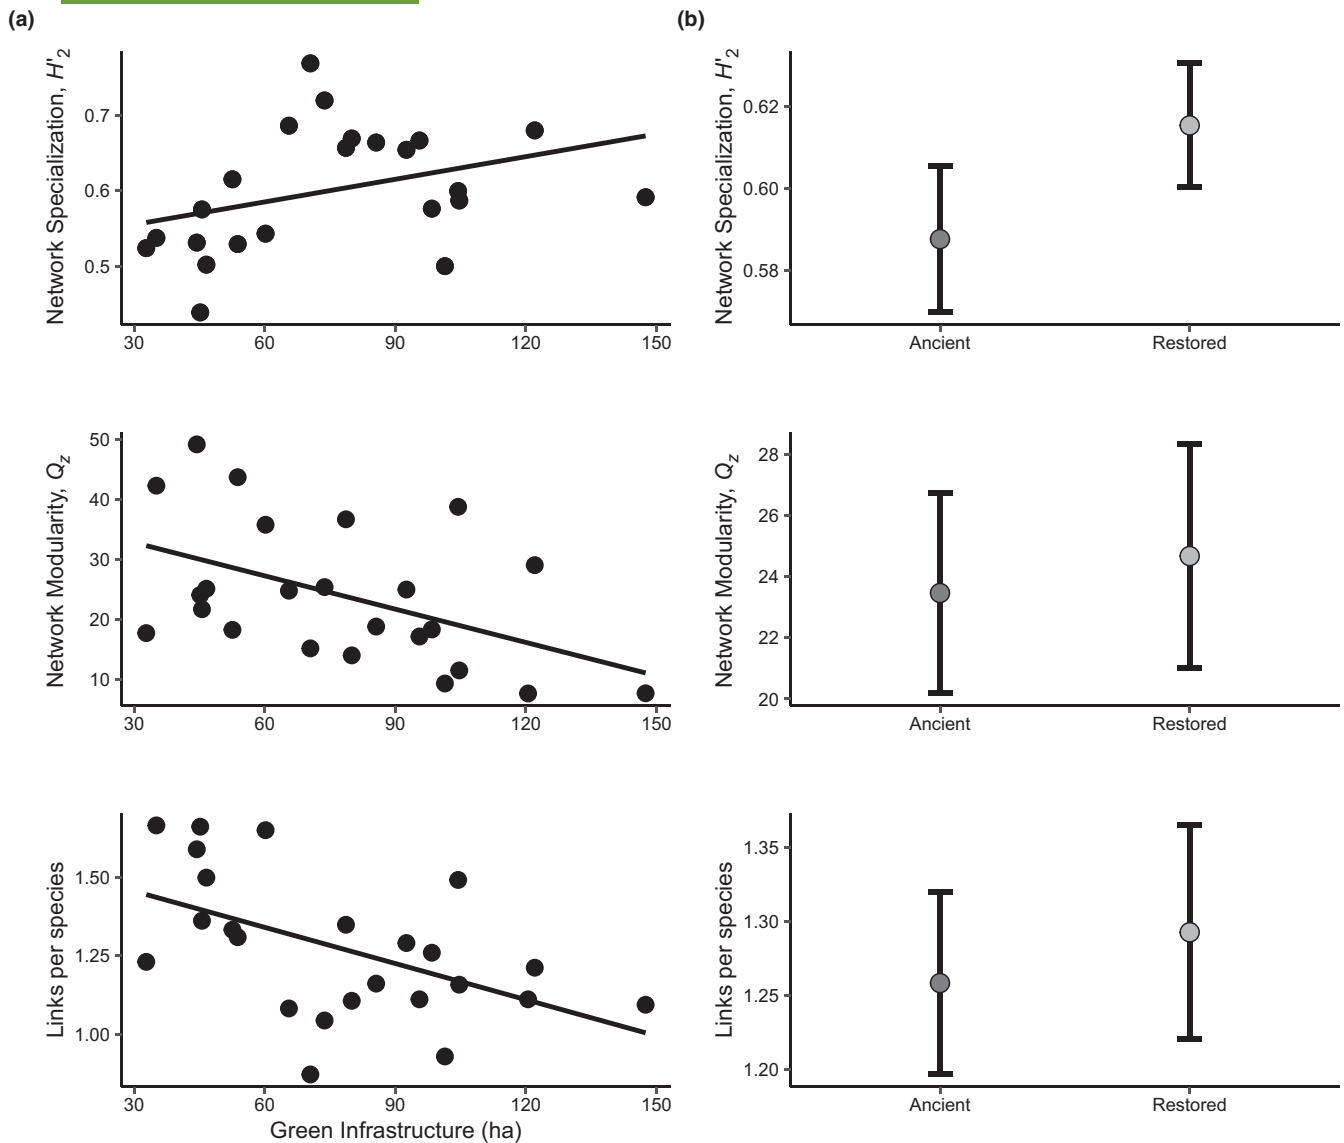 (a)
(b)
Network Specialization, H'2
0.7
0.6
0.5
30 60 90 120 150
Network Specialization, H'2
0.62
0.60
0.58
Ancient Restored
Network Modularity, Qz
50
40
30
20
10
30 60 90 120 150
Network Modularity, Qz
28
26
24
22
20
Ancient Restored
Links per species
1.50
1.25
1.00
30 60 90 120 150
Green Infrastructure (ha)
Links per species
1.35
1.30
1.25
1.20
Ancient Restored